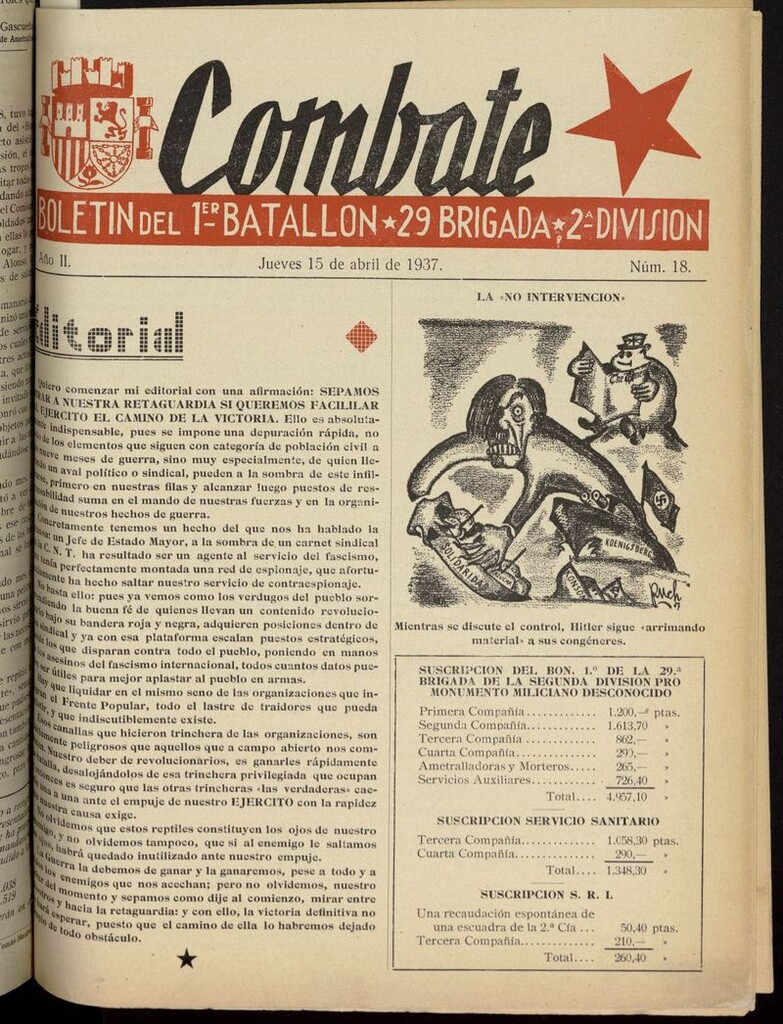 Combate
BOLETIN DEL 1ER BATALLON ★ 29 BRIGADA ★ 2ª DIVISION
Año II.
Jueves 15 de abril de 1937.
Núm. 18.
ditorial
Quiero comenzar mi editorial con una afirmación: SEPAMOS
RAR A NUESTRA RETAGUARDIA SI QUEREMOS FACILILAR
EJERCITO EL CAMINO DE LA VICTORIA. Ello es absoluta-
indispensable, pues se impone una depuración rápida, no
de los elementos que siguen con categoría de población civil a
nueve meses de guerra, sino muy especialmente, de quien lle-
un aval político o sindical, pueden a la sombra de este infil-
primero en nuestras filas y alcanzar luego puestos de res-
sabilidad suma en el mando de nuestras fuerzas y en la organi-
de nuestros hechos de guerra.
Concretamente tenemos un hecho del que nos ha hablado la
un Jefe de Estado Mayor, a la sombra de un carnet sindical
C. N. T. ha resultado ser un agente al servicio del fascismo,
tenía perfectamente montada una red de espionaje, que afortu-
mente ha hecho saltar nuestro servicio de contraespionaje.
No basta ello: pues ya vemos como los verdugos del pueblo sor-
diendo la buena fé de quienes llevan un contenido revolucio-
bajo su bandera roja y negra, adquieren posiciones dentro de
sindical y ya con esa plataforma escalan puestos estratégicos,
los que disparan contra todo el pueblo, poniendo en manos
asesinos del fascismo internacional, todos cuantos datos pue-
ser útiles para mejor aplastar al pueblo en armas.
Hay que liquidar en el mismo seno de las organizaciones que in-
el Frente Popular, todo el lastre de traidores que pueda
y que indiscutiblemente existe.
Esos canallas que hicieron trinchera de las organizaciones, son
mente peligrosos que aquellos que a campo abierto nos com-
Nuestro deber de revolucionarios, es ganarles rápidamente
batalla, desalojándolos de esa trinchera privilegiada que ocupan
es seguro que las otras trincheras «las verdaderas» cae-
una a una ante el empuje de nuestro EJERCITO con la rapidez
nuestra causa exige.
No olvidemos que estos reptiles constituyen los ojos de nuestro
y no olvidemos tampoco, que si al enemigo le saltamos
ojos, habrá quedado inutilizado ante nuestro empuje.
La Guerra la debemos de ganar y la ganaremos, pese a todo y a
los enemigos que nos acechan; pero no olvidemos, nuestro
del momento y sepamos como dije al comienzo, mirar entre
y hacia la retaguardia: y con ello, la victoria definitiva no
esperar, puesto que el camino de ella lo habremos dejado
de todo obstáculo.
LA «NO INTERVENCION»
SOLIDARIDAD
KOENIGSBERG
Puch
Mientras se discute el control, Hitler sigue «arrimando
material» a sus congéneres.
SUSCRIPCION DEL BON. 1.º DE LA 29.ª
BRIGADA DE LA SEGUNDA DIVISION PRO
MONUMENTO MILICIANO DESCONOCIDO
Primera Compañía............. 1.200,— ptas.
Segunda Compañía............. 1.613,70 »
Tercera Compañía ............. 862,— »
Cuarta Compañía............. 290,— »
Ametralladoras y Morteros..... 265,— »
Servicios Auxiliares........... 726,40 »
Total.... 4.957,10 »
SUSCRIPCION SERVICIO SANITARIO
Tercera Compañía............. 1.058,30 ptas.
Cuarta Compañía............. 290,— »
Total.... 1.348,30 »
SUSCRIPCION S. R. I.
Una recaudación espontánea de
una escuadra de la 2.ª Cía ... 50,40 ptas.
Tercera Compañía............. 210,— »
Total.... 260,40 »